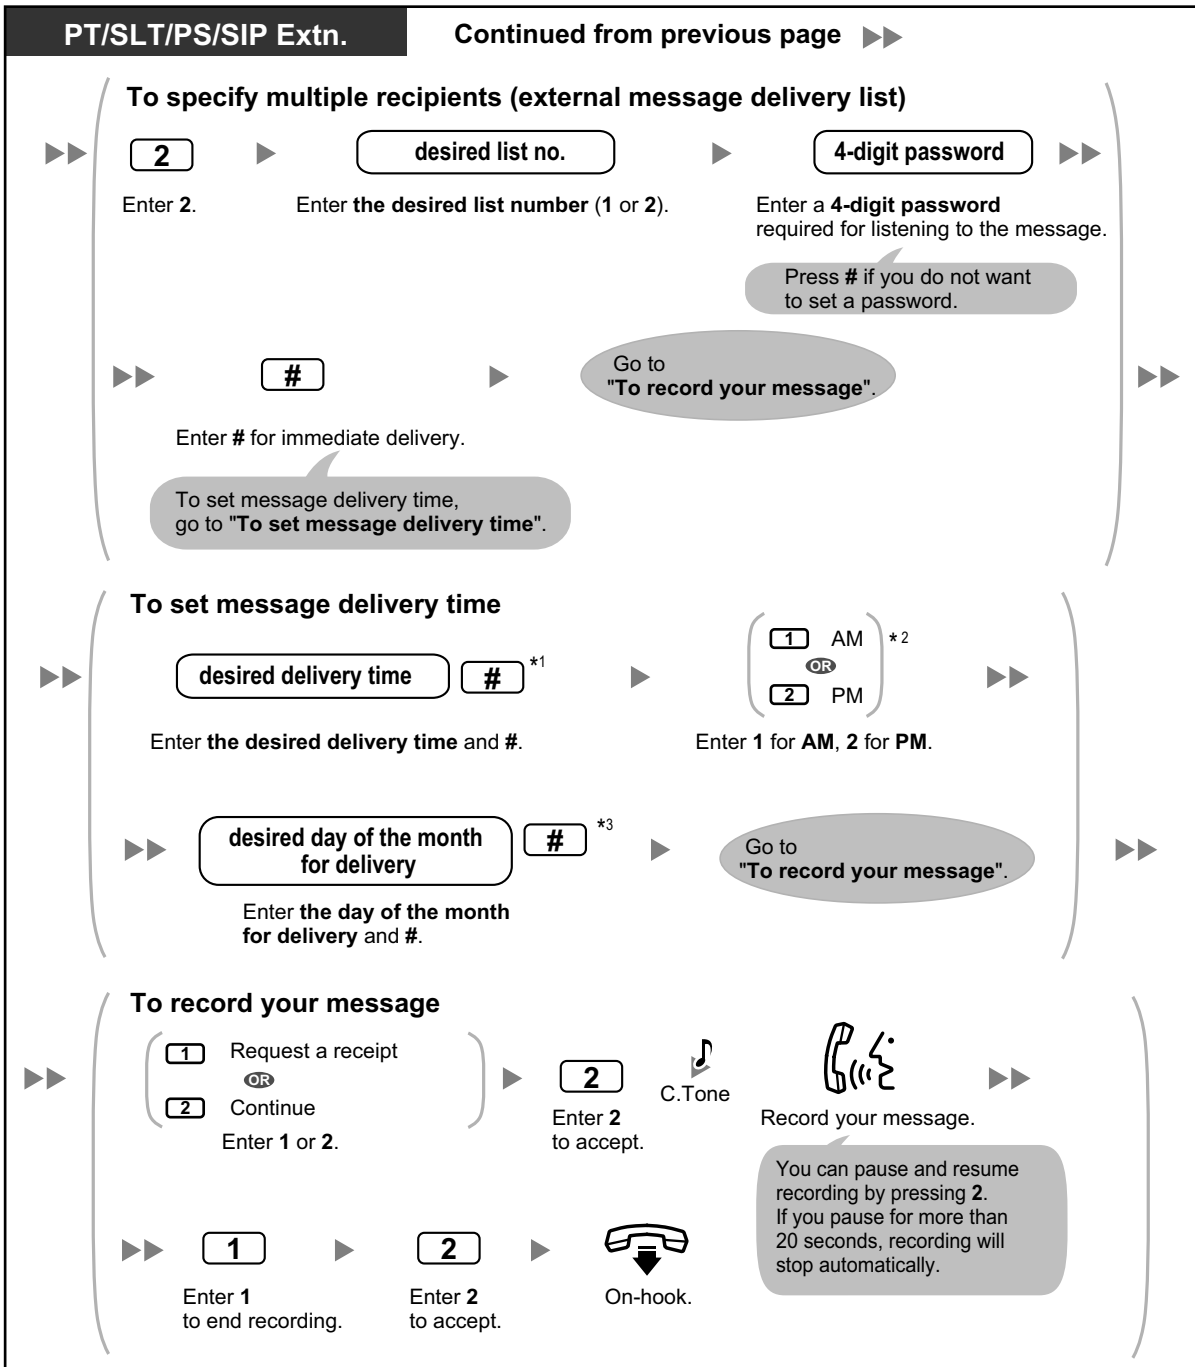 PT/SLT/PS/SIP Extn.
Continued from previous page
To specify multiple recipients (external message delivery list)
2
desired list no.
4-digit password
Enter 2.
Enter the desired list number (1 or 2).
Enter a 4-digit password
required for listening to the message.
Press # if you do not want
to set a password.
#
Go to
"To record your message".
Enter # for immediate delivery.
To set message delivery time,
go to "To set message delivery time".
To set message delivery time
desired delivery time
#
*1
1 AM
OR
2 PM
*2
Enter the desired delivery time and #.
Enter 1 for AM, 2 for PM.
desired day of the month
for delivery
#
*3
Go to
"To record your message".
Enter the day of the month
for delivery and #.
To record your message
1 Request a receipt
OR
2 Continue
Enter 1 or 2.
2
Enter 2
to accept.
C.Tone
Record your message.
You can pause and resume
recording by pressing 2.
If you pause for more than
20 seconds, recording will
stop automatically.
1
Enter 1
to end recording.
2
Enter 2
to accept.
On-hook.